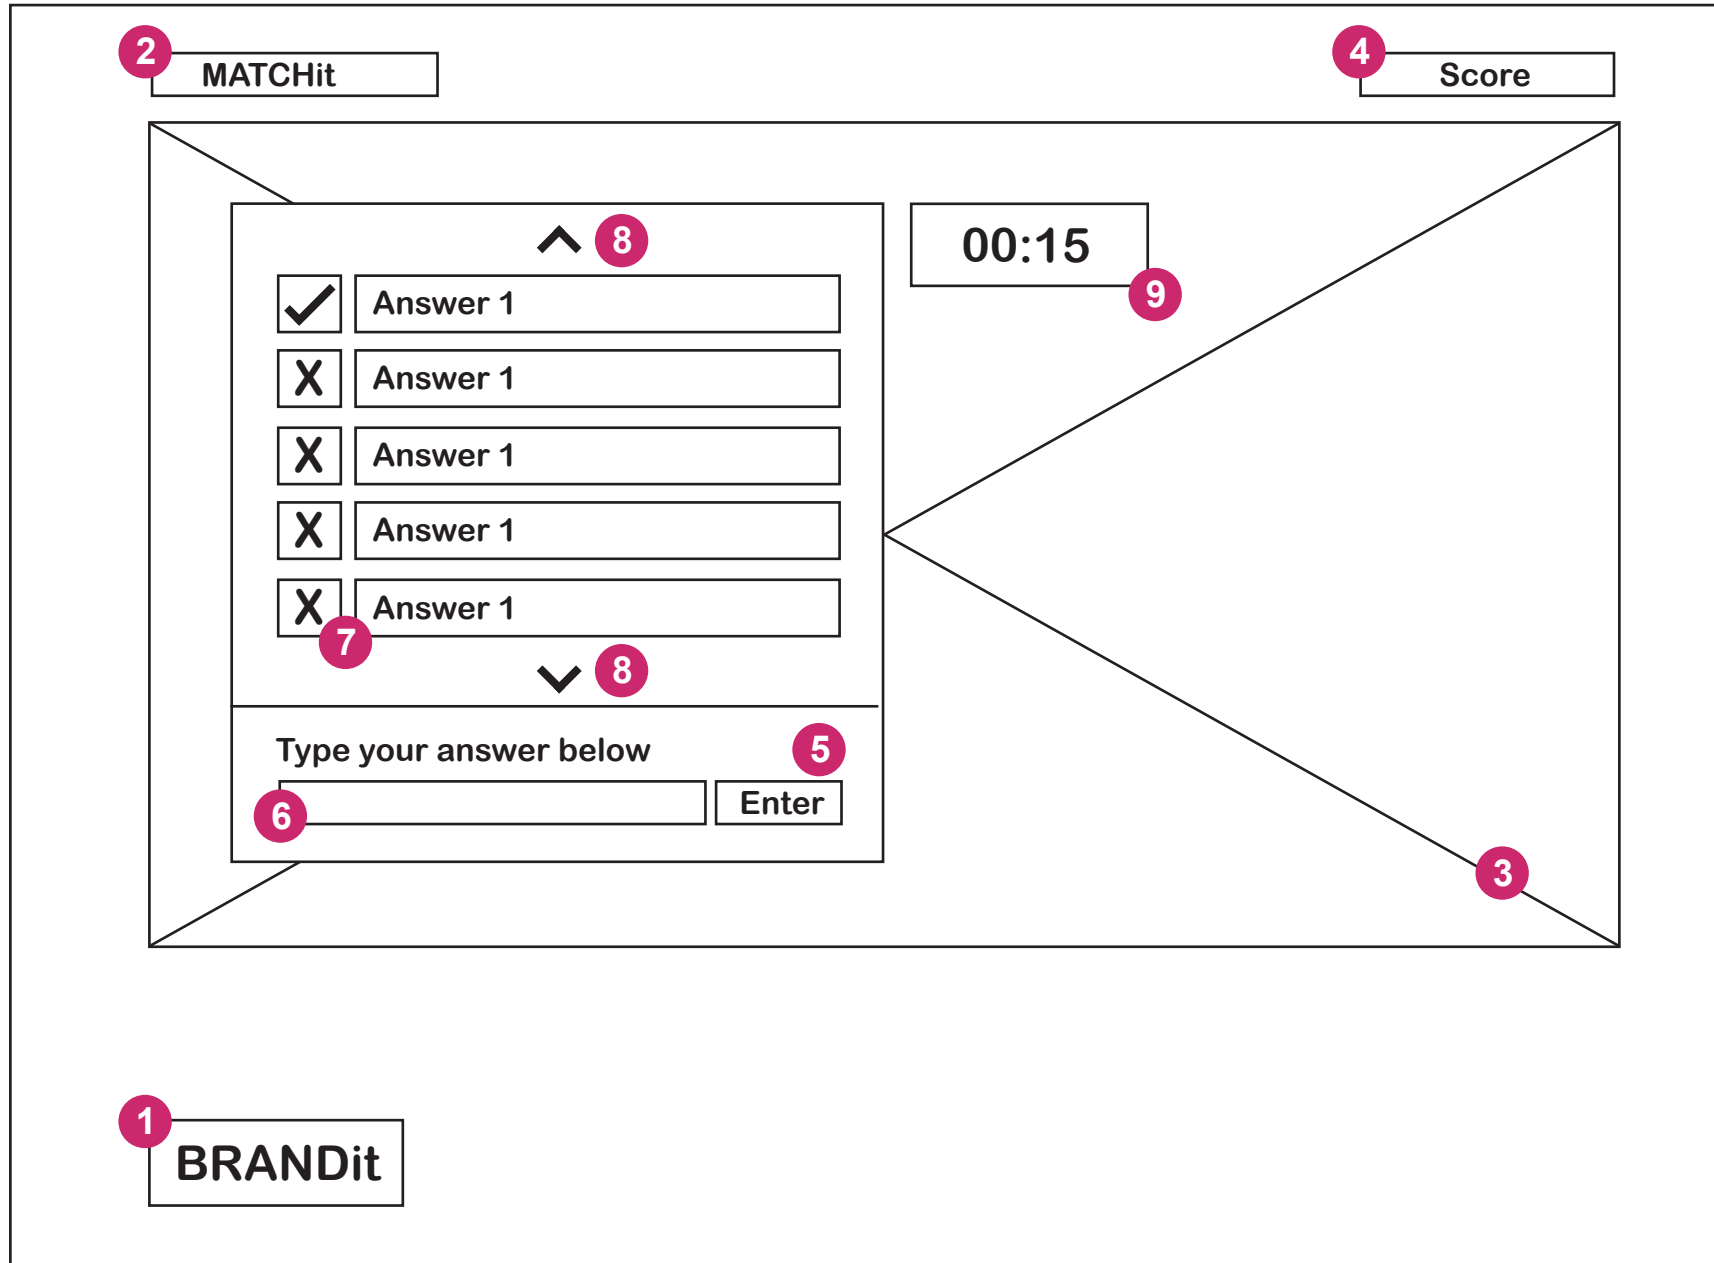 2
MATCHit
4
Score
8
00:15
9
Answer 1
X Answer 1
X Answer 1
X Answer 1
X Answer 1
7
8
Type your answer below
5
6
Enter
3
1
BRANDit